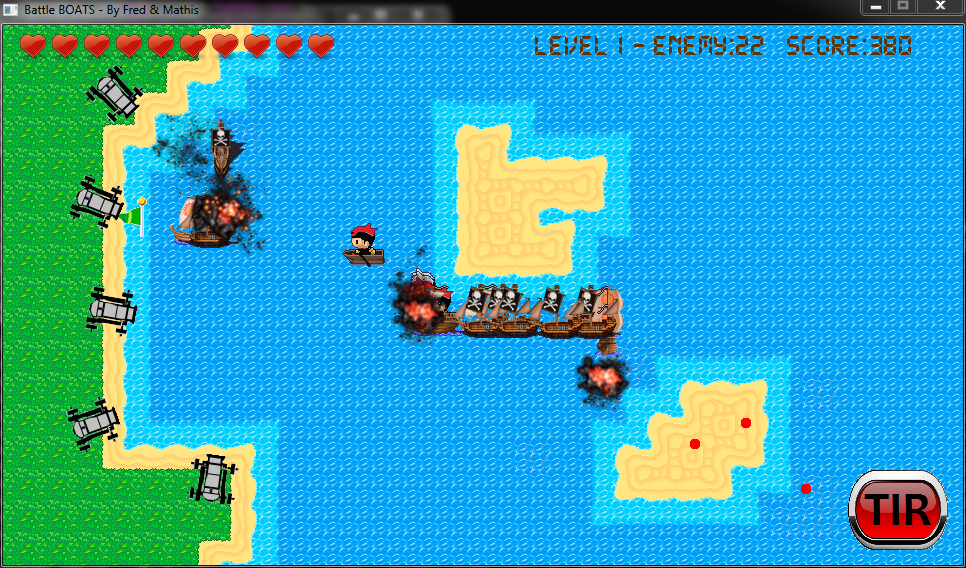 Battle BOATS - By Fred & Mathis
LEVEL 1 - ENEMY:22 SCORE:380
TIR